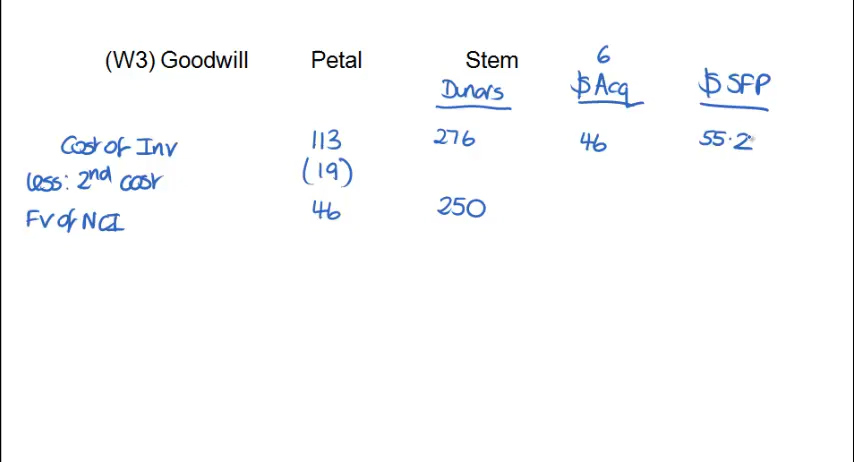 6
(W3) Goodwill Petal Stem
Dinars $ Acq $ SFP
Cost of Inv 113 276 46 55.2
less: 2nd cost (19)
FV of NCI 46 250